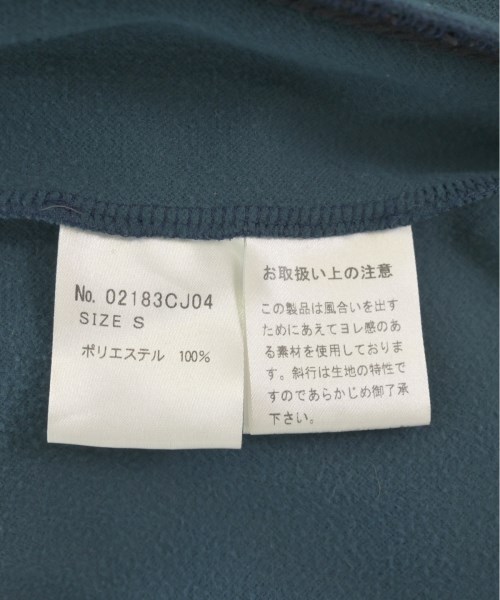 No. 02183CJ04
SIZE S
ポリエステル 100%
お取扱い上の注意
この製品は風合いを出す
ためにあえてヨレ感のあ
る素材を使用しておりま
す。斜行は生地の特性で
すのであらかじめ御了承
下さい。